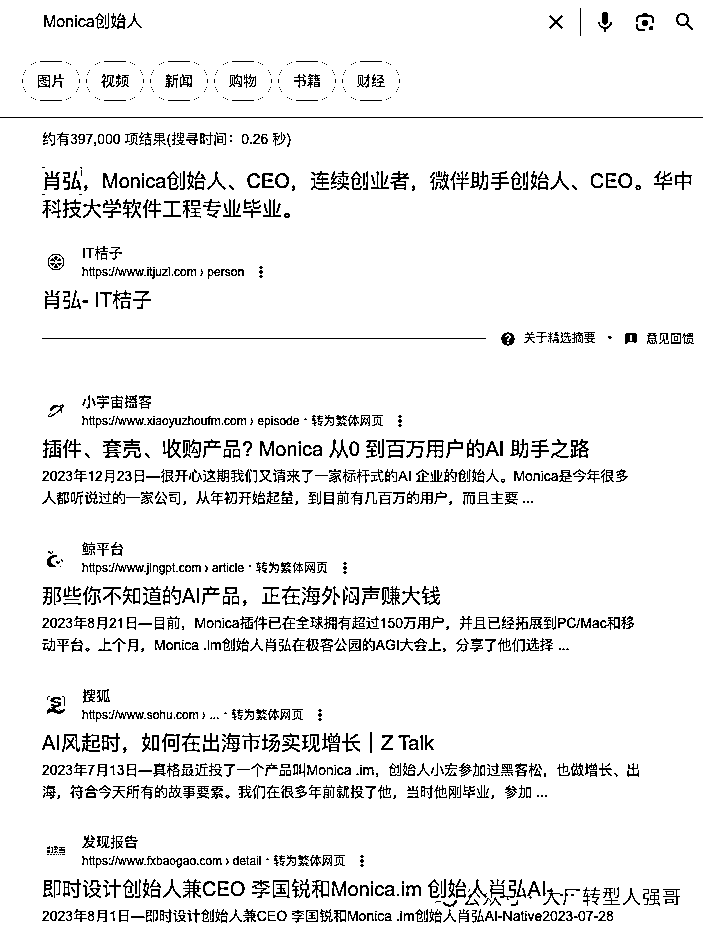 Monica创始人
图片 视频 新闻 购物 书籍 财经
约有397,000 项结果(搜寻时间：0.26 秒)
肖弘，Monica创始人、CEO，连续创业者，微伴助手创始人、CEO。华中
科技大学软件工程专业毕业。
IT桔子
https://www.itjuzi.com › person
肖弘- IT桔子
关于精选摘要 • 意见回馈
小宇宙播客
https://www.xiaoyuzhoufm.com › episode · 转为繁体网页
插件、套壳、收购产品? Monica 从0 到百万用户的AI 助手之路
2023年12月23日—很开心这期我们又请来了一家标杆式的AI 企业的创始人。Monica是今年很多
人都听说过的一家公司，从年初开始起量，到目前有几百万的用户，而且主要 ...
鲸平台
https://www.jingpt.com › article · 转为繁体网页
那些你不知道的AI产品，正在海外闷声赚大钱
2023年8月21日—目前，Monica插件已在全球拥有超过150万用户，并且已经拓展到PC/Mac和移
动平台。上个月，Monica .im创始人肖弘在极客公园的AGI大会上，分享了他们选择 ...
搜狐
https://www.sohu.com › ... · 转为繁体网页
AI风起时，如何在出海市场实现增长｜Z Talk
2023年7月13日—真格最近投了一个产品叫Monica .im，创始人小宏参加过黑客松，也做增长、出
海，符合今天所有的故事要素。我们在很多年前就投了他，当时他刚毕业，参加 ...
发现报告
https://www.fxbaogao.com › detail · 转为繁体网页
即时设计创始人兼CEO 李国锐和Monica.im 创始人肖弘AI-
公众号 · 大厂转型人强哥
2023年8月1日—即时设计创始人兼CEO 李国锐和Monica .im创始人肖弘AI-Native2023-07-28